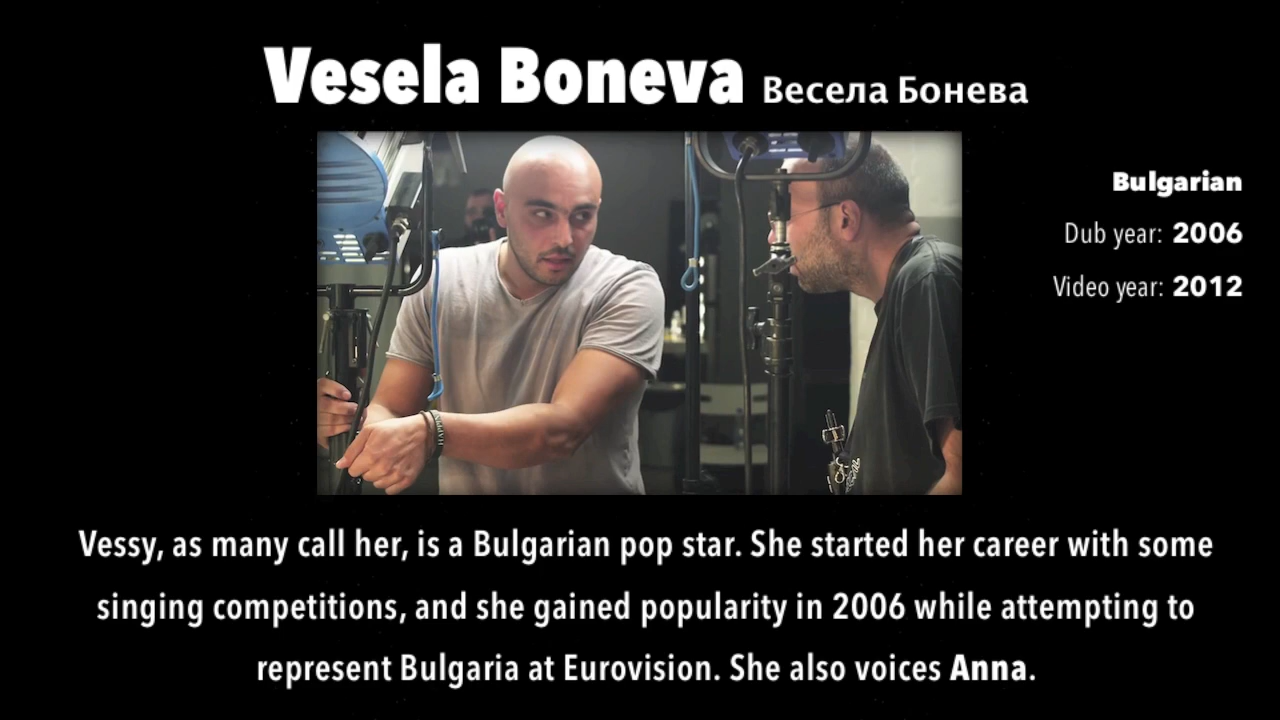 Vesela Boneva Весела Бонева
Bulgarian
Dub year: 2006
Video year: 2012
Vessy, as many call her, is a Bulgarian pop star. She started her career with some
singing competitions, and she gained popularity in 2006 while attempting to
represent Bulgaria at Eurovision. She also voices Anna.